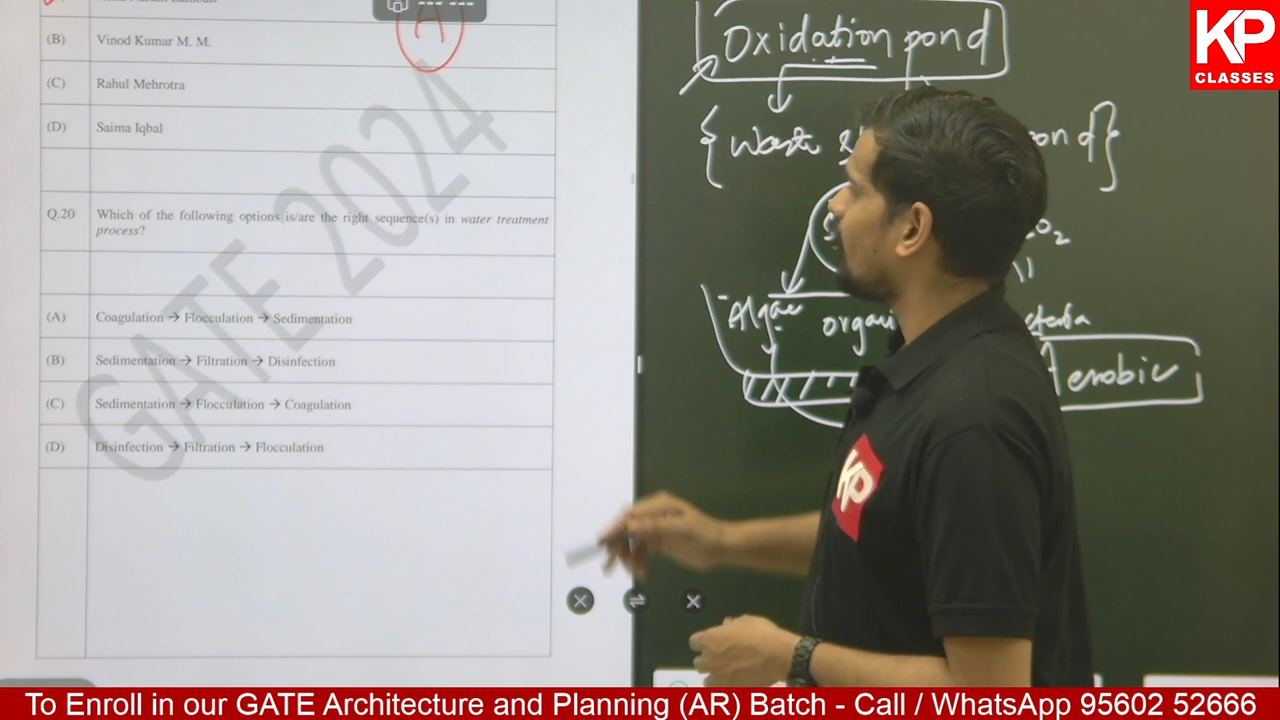 (A)
(B) Vinod Kumar M. M.
(C) Rahul Mehrotra
(D) Saima Iqbal
Q.20 Which of the following options is/are the right sequence(s) in water treatment
process?
(A) Coagulation → Flocculation → Sedimentation
(B) Sedimentation → Filtration → Disinfection
(C) Sedimentation → Flocculation → Coagulation
(D) Disinfection → Filtration → Flocculation
GATE 2024
Oxidation pond
{ Waste
Algae
Aerobic
KP
CLASSES
KP
To Enroll in our GATE Architecture and Planning (AR) Batch - Call / WhatsApp 95602 52666